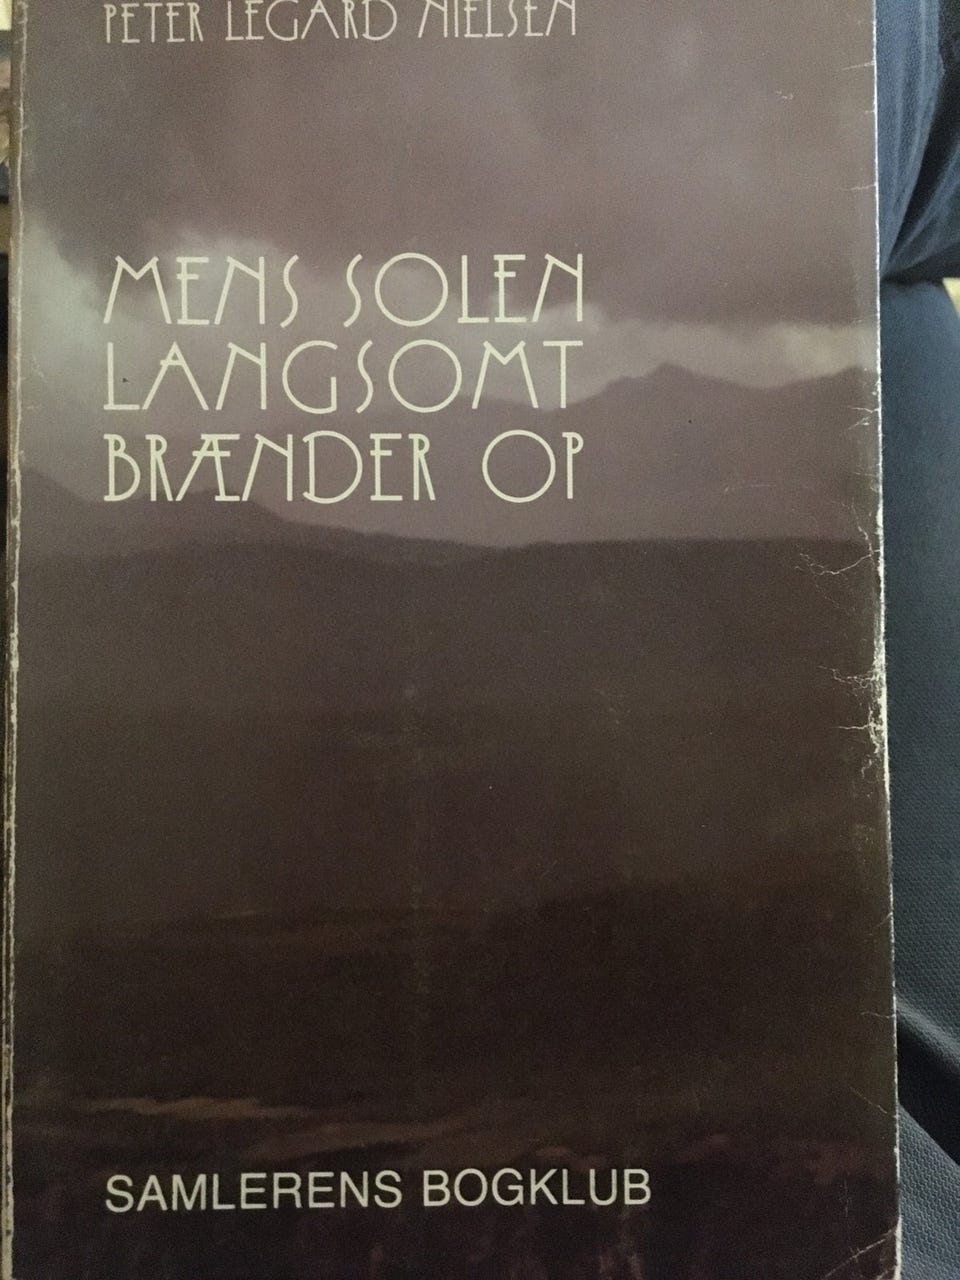 PETER LEGARD NIELSEN
MENS SOLEN
LANGSOMT
BRÆNDER OP
SAMLERENS BOGKLUB